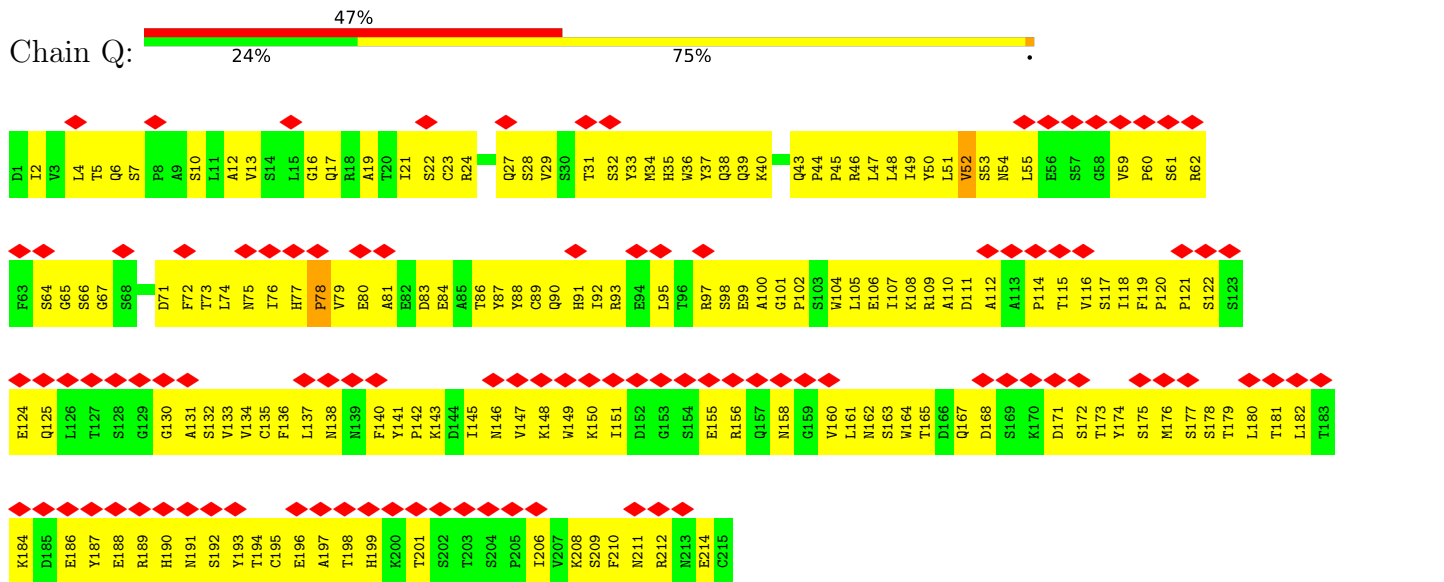 47%
Chain Q:
24% 75% .
D1 I2 V3 L4 T5 Q6 S7 P8 A9 S10 L11 A12 V13 S14 L15 G16 Q17 R18 A19 T20 I21 S22 C23 R24 Q27 S28 V29 S30 T31 S32 Y33 M34 H35 W36 Y37 Q38 Q39 K40 Q43 P44 P45 R46 L47 L48 I49 Y50 L51 V52 S53 N54 L55 E56 S57 G58 V59 P60 S61 R62
F63 S64 G65 S66 G67 S68 D71 F72 T73 L74 N75 I76 H77 P78 V79 E80 A81 E82 D83 E84 A85 T86 Y87 Y88 C89 Q90 H91 I92 R93 E94 L95 T96 R97 S98 E99 A100 G101 P102 S103 W104 L105 E106 I107 K108 R109 A110 D111 A112 A113 P114 T115 V116 S117 I118 F119 P120 P121 S122 S123
E124 Q125 L126 T127 S128 G129 G130 A131 S132 V133 V134 C135 F136 L137 N138 N139 F140 Y141 P142 K143 D144 I145 N146 V147 K148 W149 K150 I151 D152 G153 S154 E155 R156 Q157 N158 G159 V160 L161 N162 S163 W164 T165 D166 Q167 D168 S169 K170 D171 S172 T173 Y174 S175 M176 S177 S178 T179 L180 T181 L182 T183
K184 D185 E186 Y187 E188 R189 H190 N191 S192 Y193 T194 C195 E196 A197 T198 H199 K200 T201 S202 T203 S204 P205 I206 V207 K208 S209 F210 N211 R212 N213 E214 C215